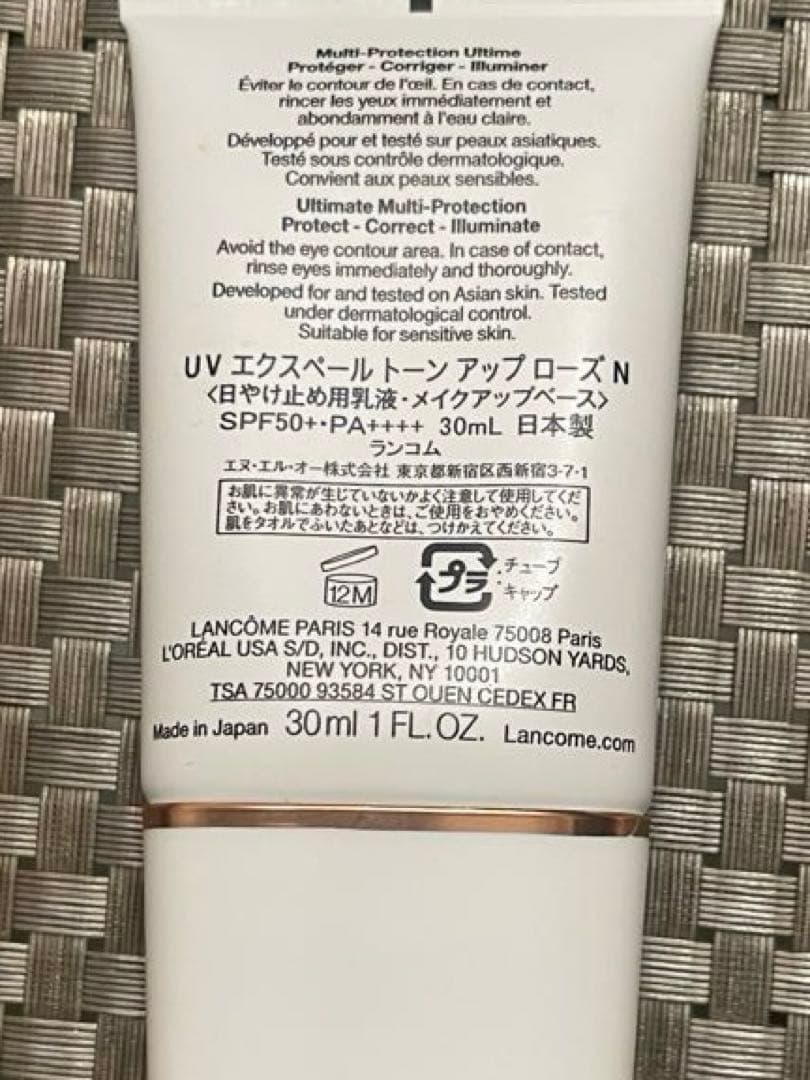 Multi-Protection Ultime
Protéger - Corriger - Illuminer
Éviter le contour de l'œil. En cas de contact,
rincer les yeux immédiatement et
abondamment à l'eau claire.
Développé pour et testé sur peaux asiatiques.
Testé sous contrôle dermatologique.
Convient aux peaux sensibles.
Ultimate Multi-Protection
Protect - Correct - Illuminate
Avoid the eye contour area. In case of contact,
rinse eyes immediately and thoroughly.
Developed for and tested on Asian skin. Tested
under dermatological control.
Suitable for sensitive skin.
UV エクスペール トーン アップ ローズ N
〈日やけ止め用乳液・メイクアップベース〉
SPF50+・PA++++ 30mL 日本製
ランコム
エヌ・エル・オー株式会社 東京都新宿区西新宿3-7-1
お肌に異常が生じていないかよく注意して使用してくだ
さい。お肌にあわないときは、ご使用をおやめください。
肌をタオルでふいたあとなどは、つけかえてください。
12M プラ チューブ
キャップ
LANCÔME PARIS 14 rue Royale 75008 Paris
L'ORÉAL USA S/D, INC., DIST., 10 HUDSON YARDS,
NEW YORK, NY 10001
TSA 75000 93584 ST OUEN CEDEX FR
Made in Japan 30ml 1 FL.OZ. Lancome.com